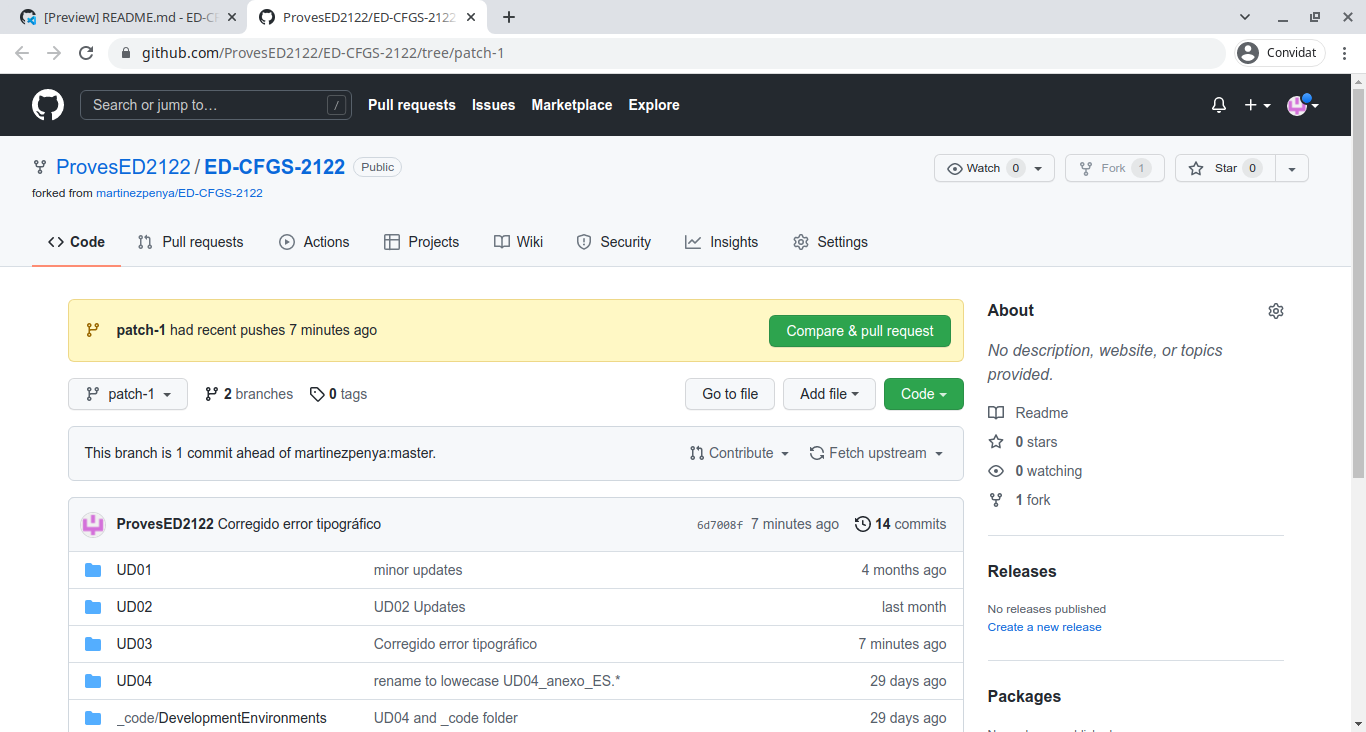 [Preview] README.md - ED-CF
ProvesED2122/ED-CFGS-2122
github.com/ProvesED2122/ED-CFGS-2122/tree/patch-1
Convidat
Search or jump to…
/
Pull requests
Issues
Marketplace
Explore
ProvesED2122 / ED-CFGS-2122
Public
Watch 0
Fork 1
Star 0
forked from martinezpenya/ED-CFGS-2122
Code
Pull requests
Actions
Projects
Wiki
Security
Insights
Settings
patch-1 had recent pushes 7 minutes ago
Compare & pull request
patch-1
2 branches
0 tags
Go to file
Add file
Code
This branch is 1 commit ahead of martinezpenya:master.
Contribute
Fetch upstream
ProvesED2122 Corregido error tipográfico
6d7008f 7 minutes ago
14 commits
UD01 minor updates 4 months ago
UD02 UD02 Updates last month
UD03 Corregido error tipográfico 7 minutes ago
UD04 rename to lowecase UD04_anexo_ES.* 29 days ago
_code/DevelopmentEnvironments UD04 and _code folder 29 days ago
About
No description, website, or topics
provided.
Readme
0 stars
0 watching
1 fork
Releases
No releases published
Create a new release
Packages